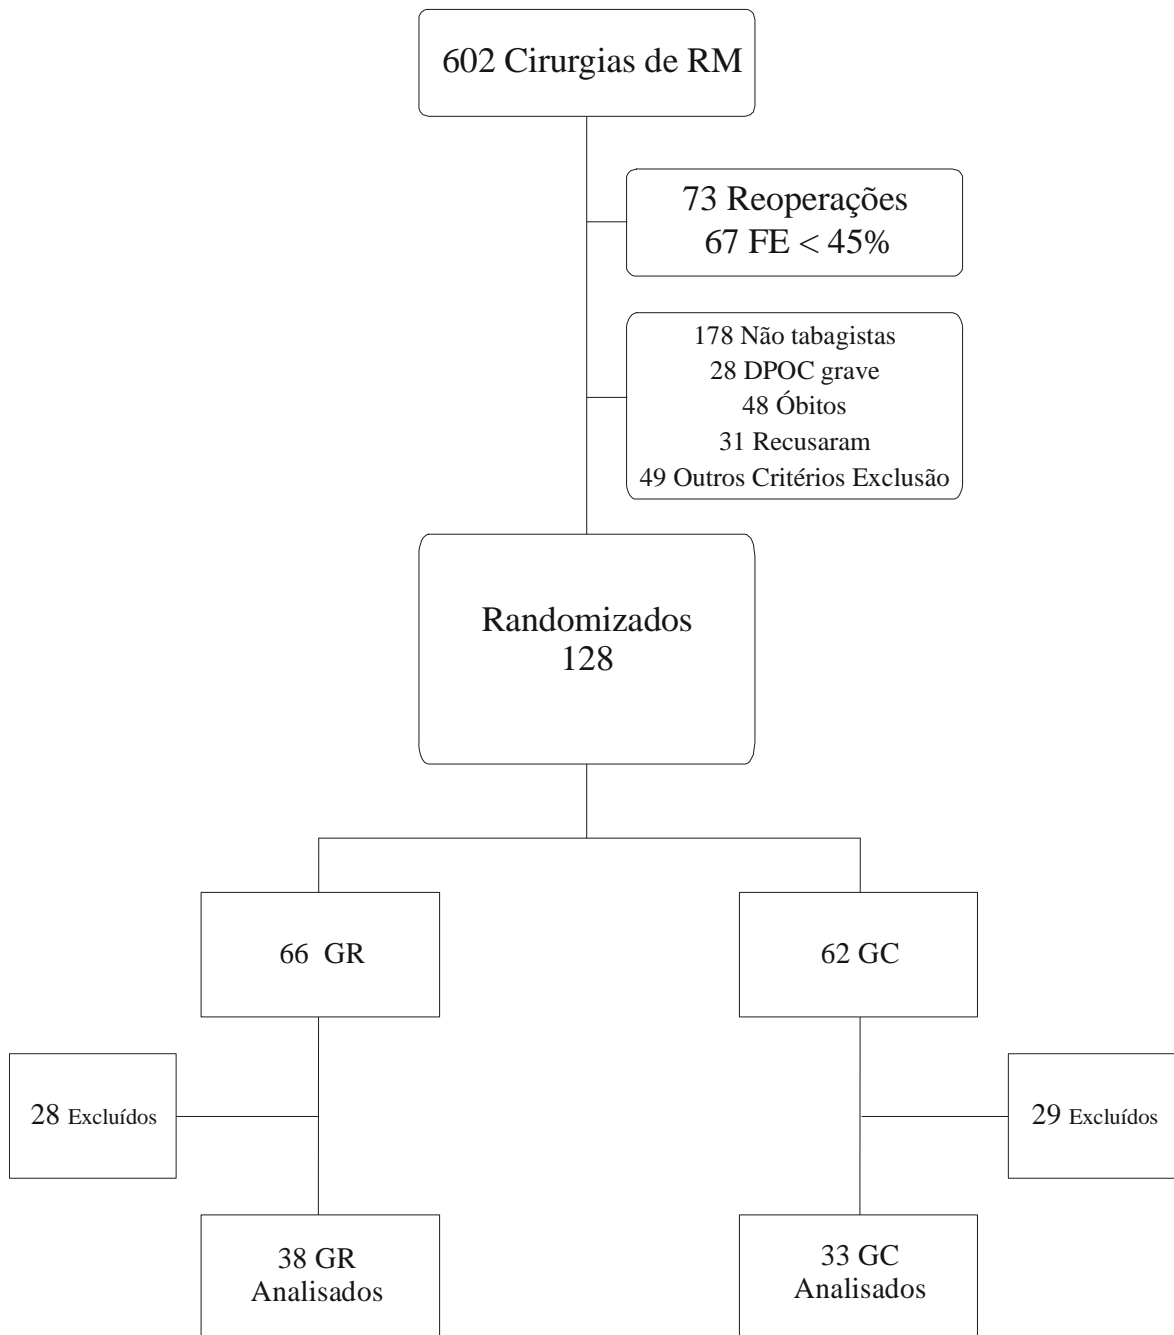 602 Cirurgias de RM
73 Reoperações
67 FE < 45%
178 Não tabagistas
28 DPOC grave
48 Óbitos
31 Recusaram
49 Outros Critérios Exclusão
Randomizados
128
66 GR
62 GC
28 Excluídos
29 Excluídos
38 GR
Analisados
33 GC
Analisados